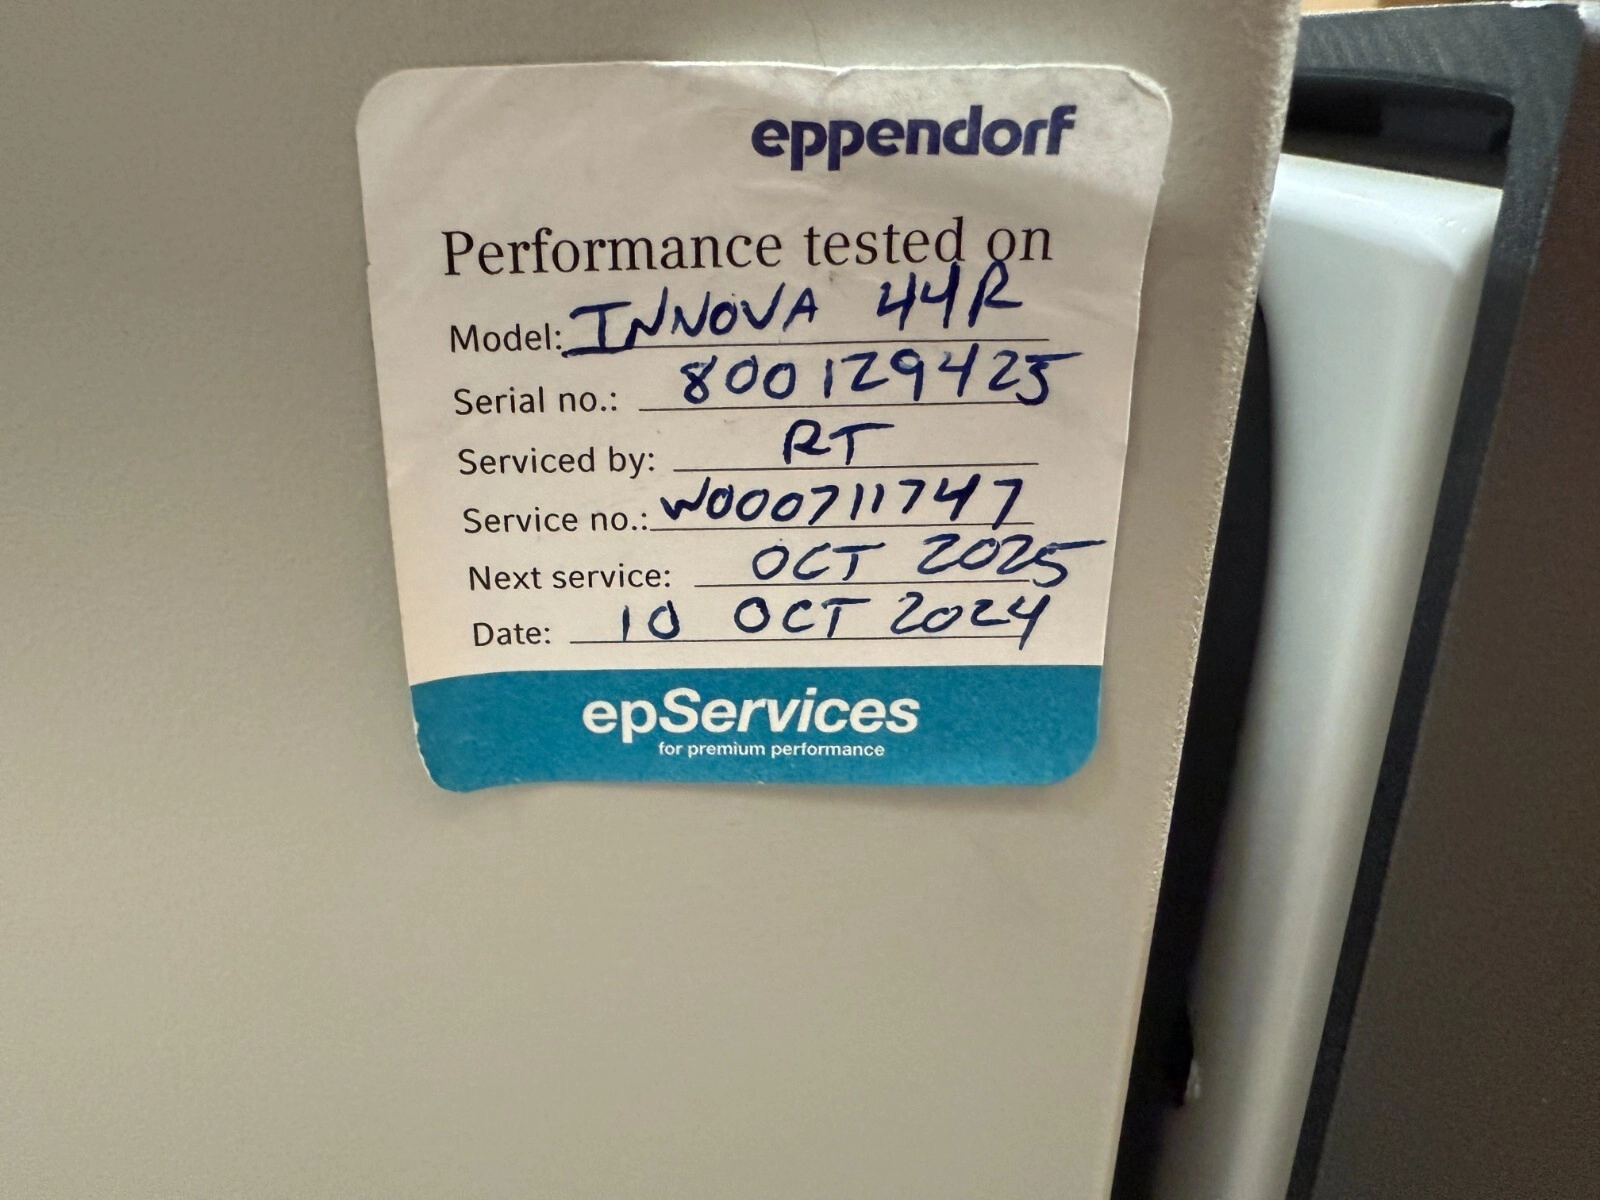 eppendorf
Performance tested on
Model: INNOVA 44R
Serial no.: 800129425
Serviced by: RT
Service no.: W000711747
Next service: OCT 2025
Date: 10 OCT 2024
epServices
for premium performance